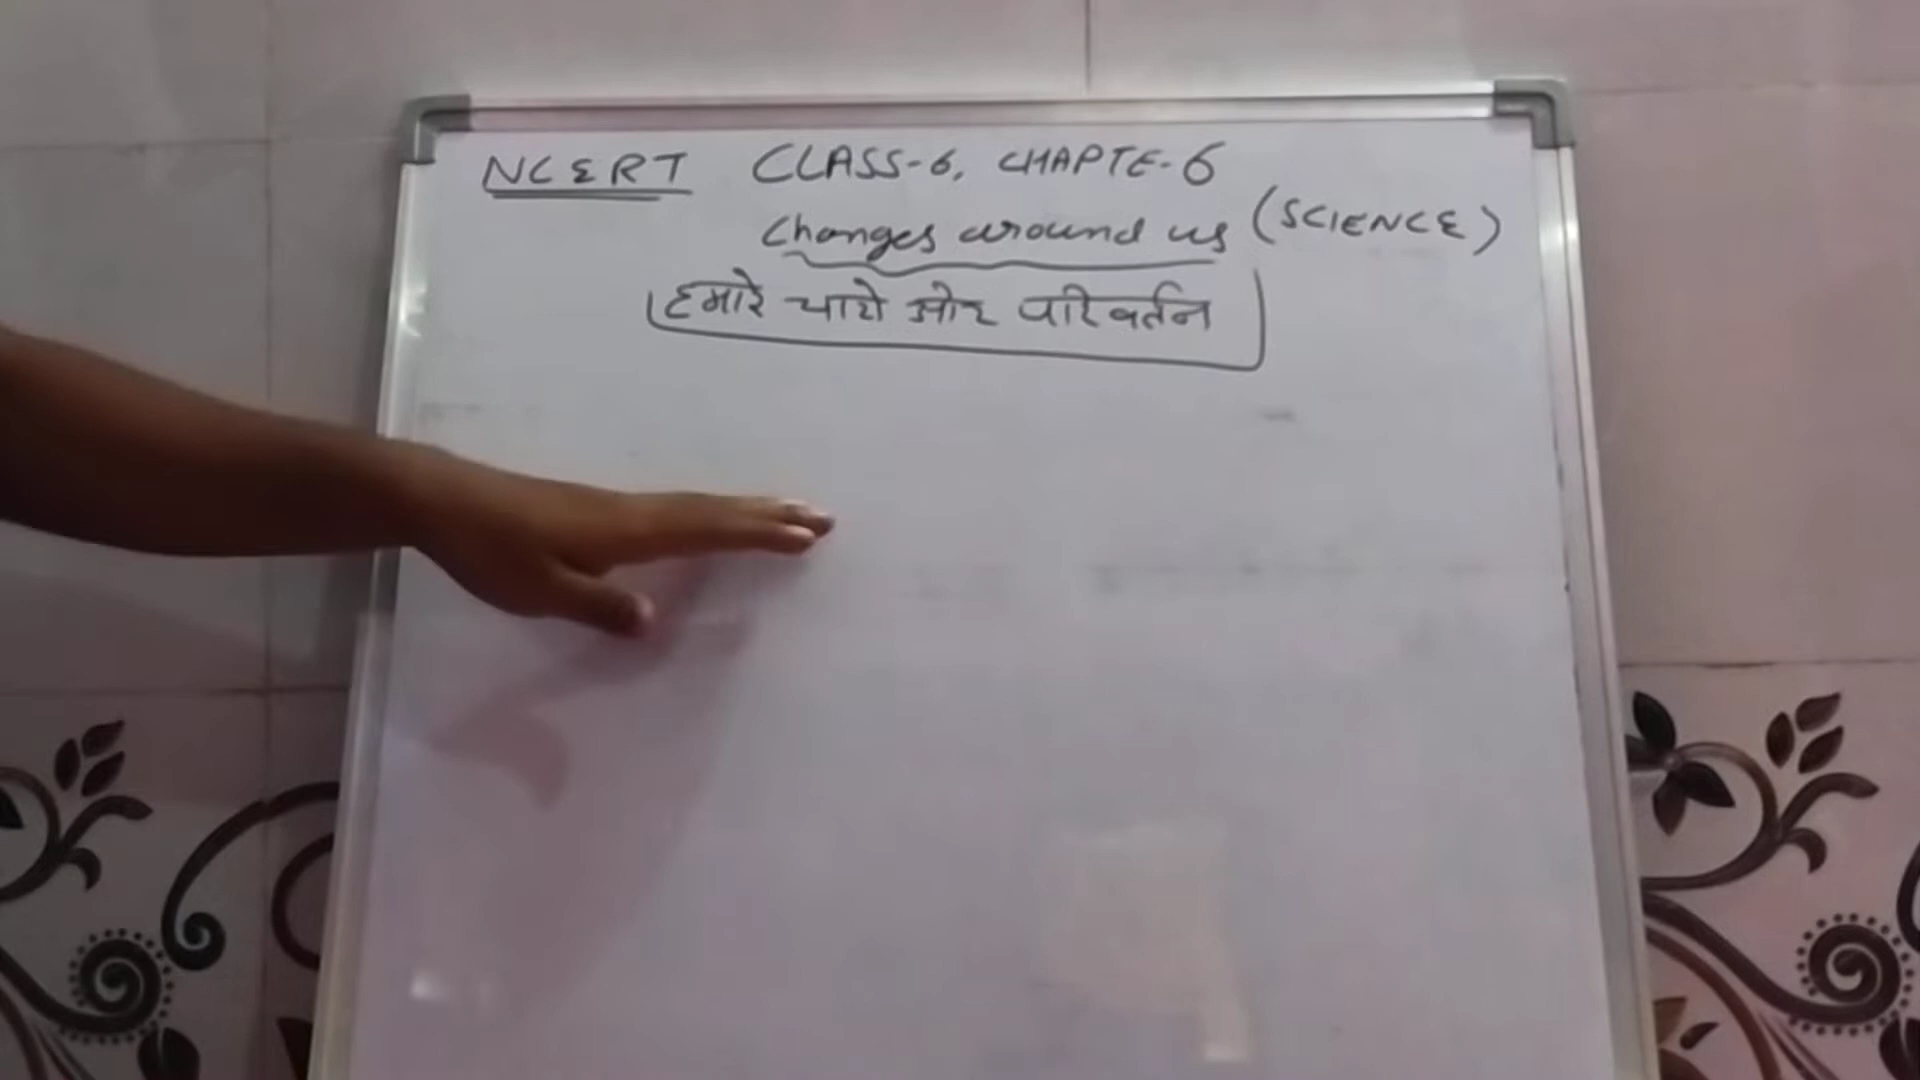 NCERT CLASS-6, CHAPTE-6
Changes around us (SCIENCE)
हमारे चारो ओर परिवर्तन